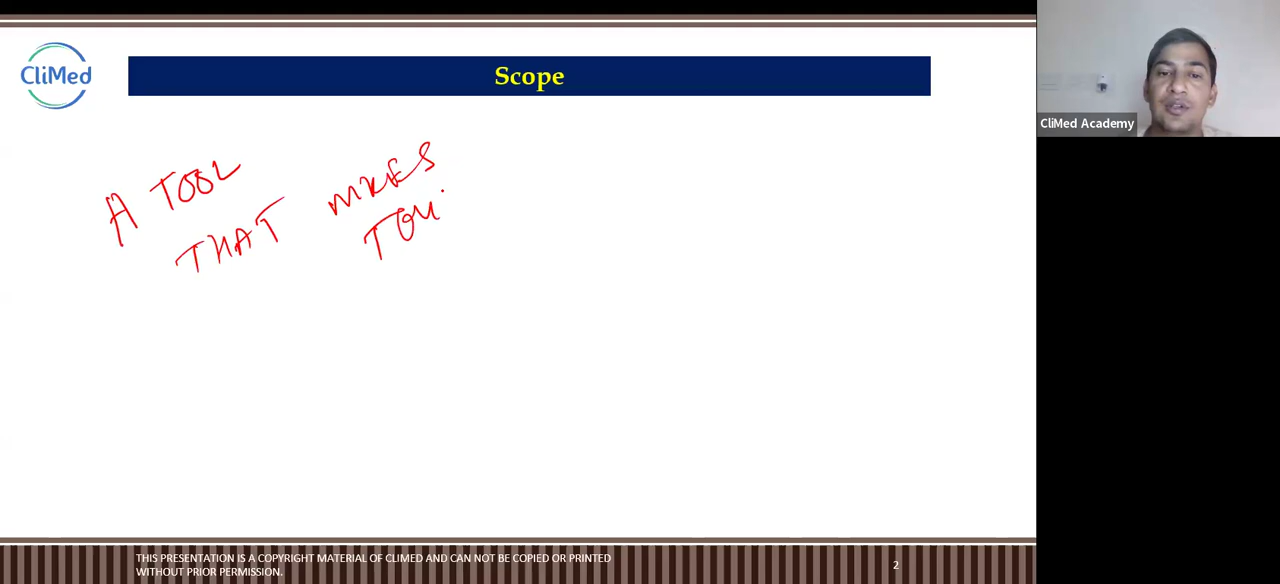 CliMed
Scope
A TOOL
THAT MKES
TOU
CliMed Academy
THIS PRESENTATION IS A COPYRIGHT MATERIAL OF CLIMED AND CAN NOT BE COPIED OR PRINTED
WITHOUT PRIOR PERMISSION.
2